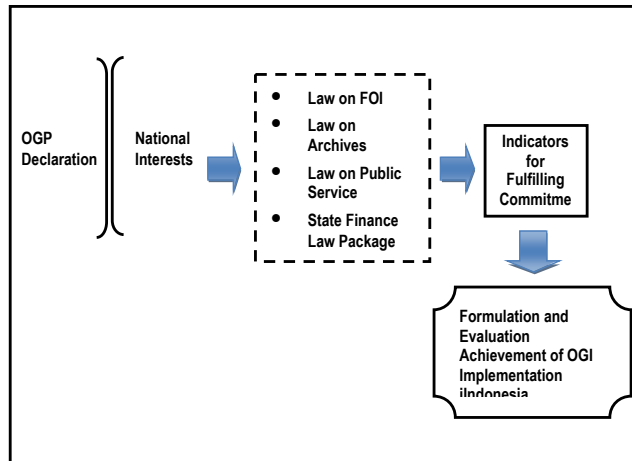 OGP
Declaration
National
Interests
• Law on FOI
• Law on
Archives
• Law on Public
Service
• State Finance
Law Package
Indicators
for
Fulfilling
Commitme
Formulation and
Evaluation
Achievement of OGI
Implementation
iIndonesia